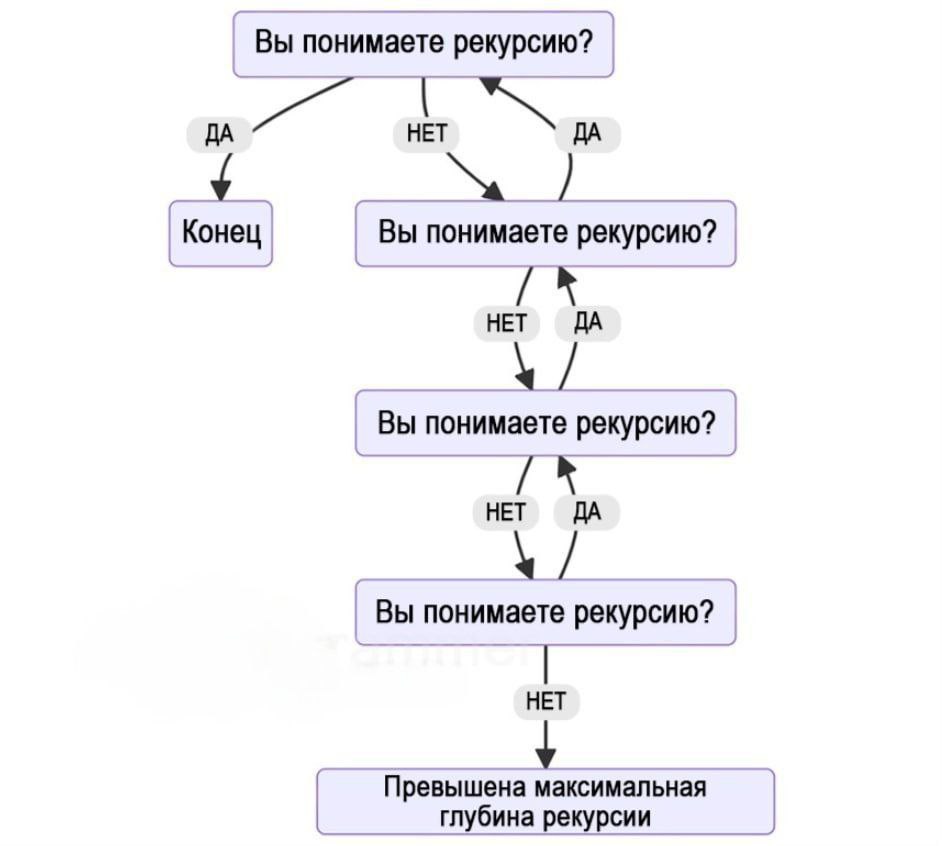 Вы понимаете рекурсию?
ДА
НЕТ
ДА
Конец
Вы понимаете рекурсию?
НЕТ
ДА
Вы понимаете рекурсию?
НЕТ
ДА
Вы понимаете рекурсию?
НЕТ
Превышена максимальная
глубина рекурсии